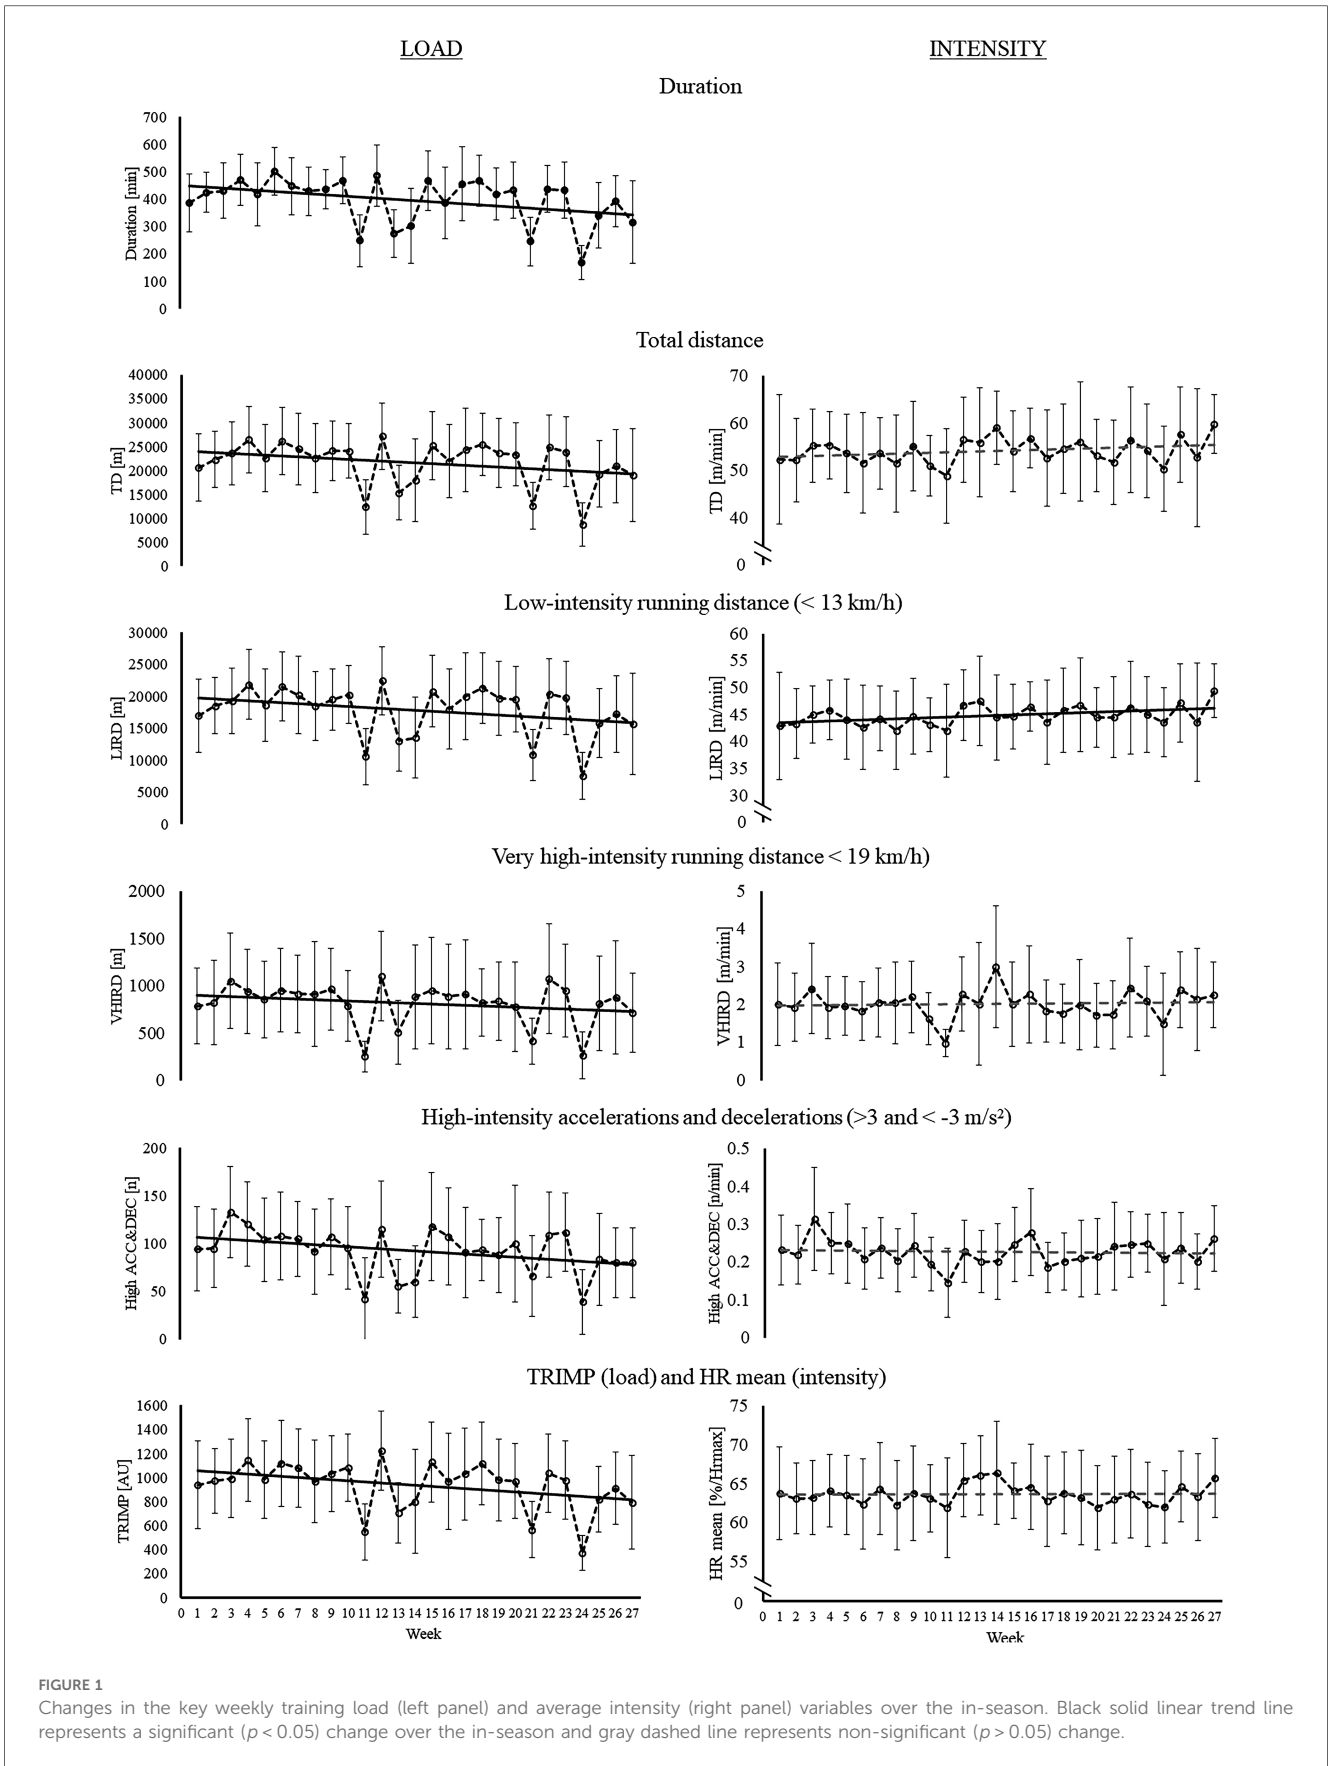 LOAD
INTENSITY
Duration
Duration [min]
700
600
500
400
300
200
100
0
Total distance
TD [m]
40000
35000
30000
25000
20000
15000
10000
5000
0
TD [m/min]
70
60
50
40
0
Low-intensity running distance (< 13 km/h)
LIRD [m]
30000
25000
20000
15000
10000
5000
0
LIRD [m/min]
60
55
50
45
40
35
30
0
Very high-intensity running distance < 19 km/h)
VHIRD [m]
2000
1500
1000
500
0
VHIRD [m/min]
5
4
3
2
1
0
High-intensity accelerations and decelerations (>3 and < -3 m/s²)
High ACC&DEC [n]
200
150
100
50
0
High ACC&DEC [n/min]
0.5
0.4
0.3
0.2
0.1
0
TRIMP (load) and HR mean (intensity)
TRIMP [AU]
1600
1400
1200
1000
800
600
400
200
0
0 1 2 3 4 5 6 7 8 9 10 11 12 13 14 15 16 17 18 19 20 21 22 23 24 25 26 27
Week
HR mean [%/Hrmax]
75
70
65
60
55
0
0 1 2 3 4 5 6 7 8 9 10 11 12 13 14 15 16 17 18 19 20 21 22 23 24 25 26 27
Week
FIGURE 1
Changes in the key weekly training load (left panel) and average intensity (right panel) variables over the in-season. Black solid linear trend line
represents a significant (p < 0.05) change over the in-season and gray dashed line represents non-significant (p > 0.05) change.